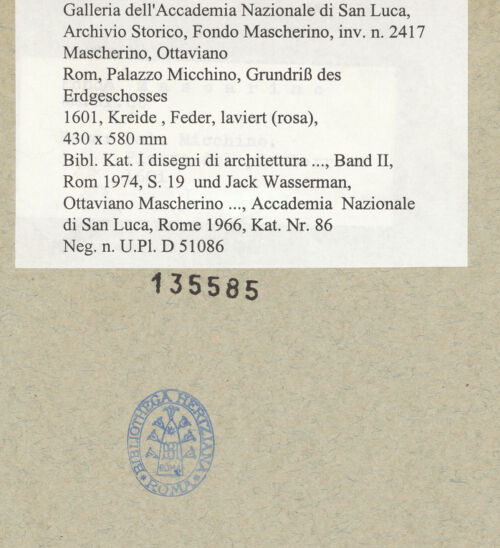 Galleria dell'Accademia Nazionale di San Luca,
Archivio Storico, Fondo Mascherino, inv. n. 2417
Mascherino, Ottaviano
Rom, Palazzo Micchino, Grundriß des
Erdgeschosses
1601, Kreide , Feder, laviert (rosa),
430 x 580 mm
Bibl. Kat. I disegni di architettura ..., Band II,
Rom 1974, S. 19 und Jack Wasserman,
Ottaviano Mascherino ..., Accademia Nazionale
di San Luca, Rome 1966, Kat. Nr. 86
Neg. n. U.Pl. D 51086
135585
BIBLIOTHECA HERTZIANA
ROMA
ROMA